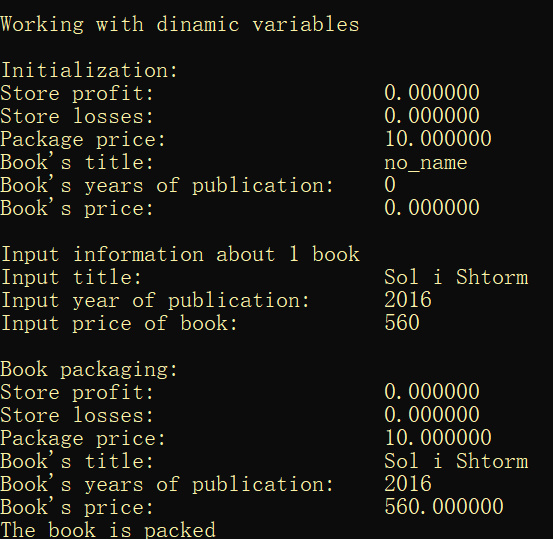 Working with dinamic variables
Initialization:
Store profit: 0.000000
Store losses: 0.000000
Package price: 10.000000
Book's title: no_name
Book's years of publication: 0
Book's price: 0.000000
Input information about 1 book
Input title: Sol i Shtorm
Input year of publication: 2016
Input price of book: 560
Book packaging:
Store profit: 0.000000
Store losses: 0.000000
Package price: 10.000000
Book's title: Sol i Shtorm
Book's years of publication: 2016
Book's price: 560.000000
The book is packed